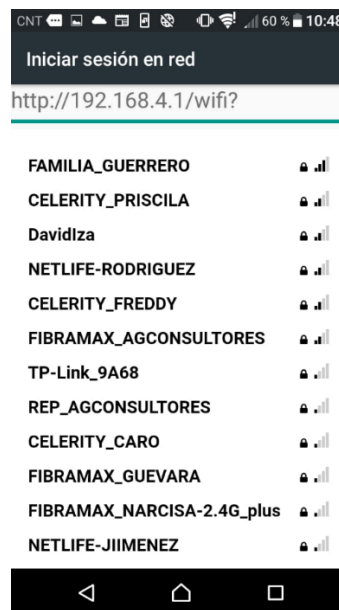 CNT 60 % 10:48
Iniciar sesión en red
http://192.168.4.1/wifi?
FAMILIA_GUERRERO
CELERITY_PRISCILA
DavidIza
NETLIFE-RODRIGUEZ
CELERITY_FREDDY
FIBRAMAX_AGCONSULTORES
TP-Link_9A68
REP_AGCONSULTORES
CELERITY_CARO
FIBRAMAX_GUEVARA
FIBRAMAX_NARCISA-2.4G_plus
NETLIFE-JIIMENEZ